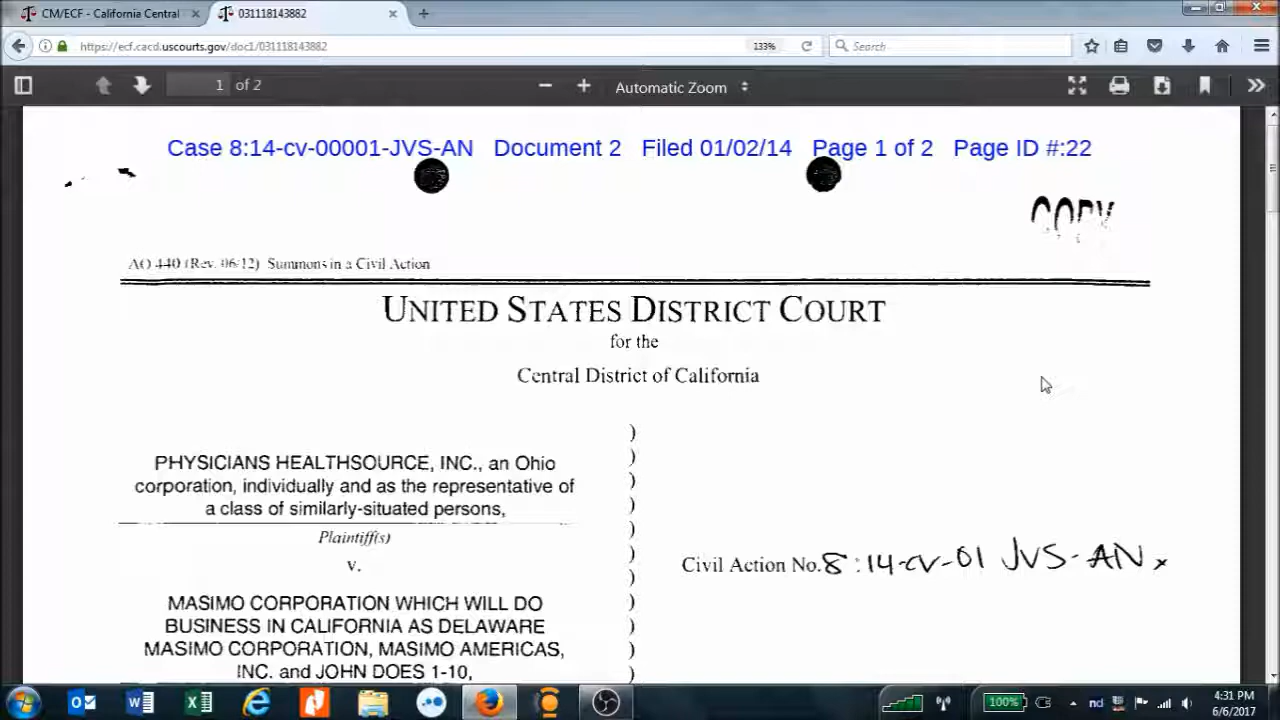 CM/ECF - California Central
031118143882
https://ecf.cacd.uscourts.gov/doc1/031118143882
133%
Search
1 of 2
Automatic Zoom
Case 8:14-cv-00001-JVS-AN Document 2 Filed 01/02/14 Page 1 of 2 Page ID #:22
COPY
AO 440 (Rev. 06/12) Summons in a Civil Action
UNITED STATES DISTRICT COURT
for the
Central District of California
PHYSICIANS HEALTHSOURCE, INC., an Ohio
corporation, individually and as the representative of
a class of similarly-situated persons,
Plaintiff(s)
v.
Civil Action No. 8:14-cv-01 JVS-ANx
MASIMO CORPORATION WHICH WILL DO
BUSINESS IN CALIFORNIA AS DELAWARE
MASIMO CORPORATION, MASIMO AMERICAS,
INC. and JOHN DOES 1-10,
100%
nd
4:31 PM
6/6/2017